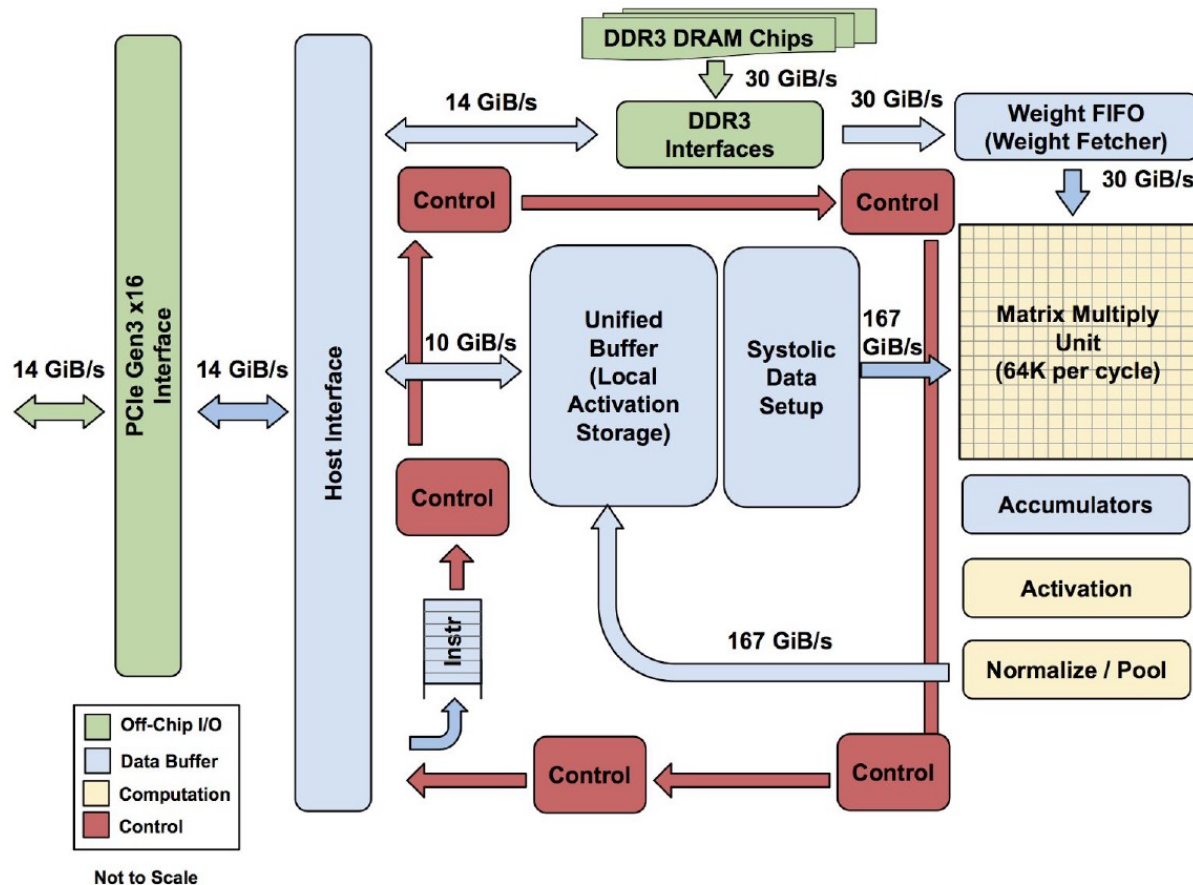 DDR3 DRAM Chips
30 GiB/s
14 GiB/s
DDR3
Interfaces
30 GiB/s
Weight FIFO
(Weight Fetcher)
30 GiB/s
Control
Control
PCIe Gen3 x16
Interface
Host Interface
14 GiB/s
14 GiB/s
10 GiB/s
Unified
Buffer
(Local
Activation
Storage)
Systolic
Data
Setup
167
GiB/s
Matrix Multiply
Unit
(64K per cycle)
Control
Accumulators
Activation
Instr
167 GiB/s
Normalize / Pool
Control
Control
Off-Chip I/O
Data Buffer
Computation
Control
Not to Scale